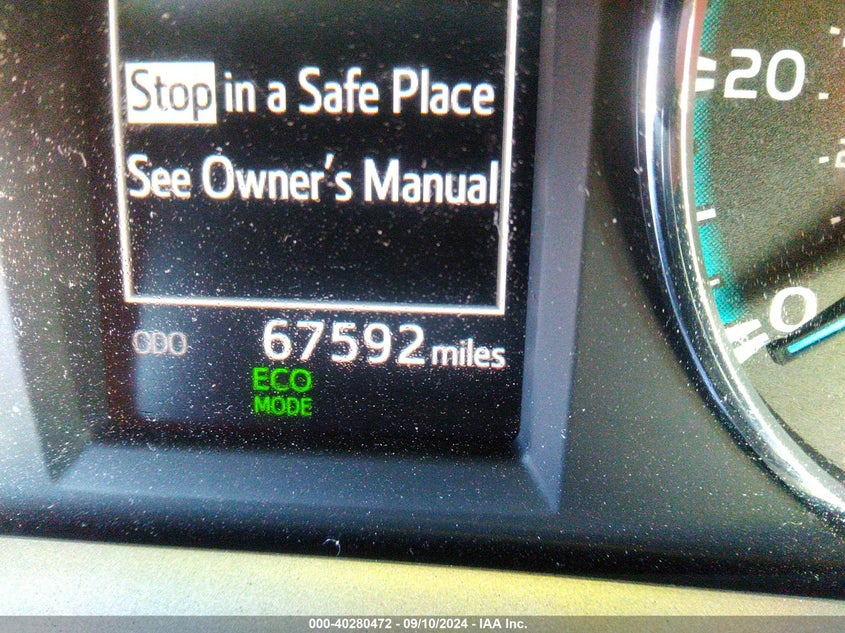 Stop in a Safe Place
See Owner's Manual
ODO 67592 miles
ECO
MODE
20
0
000-40280472 - 09/10/2024 - IAA Inc.